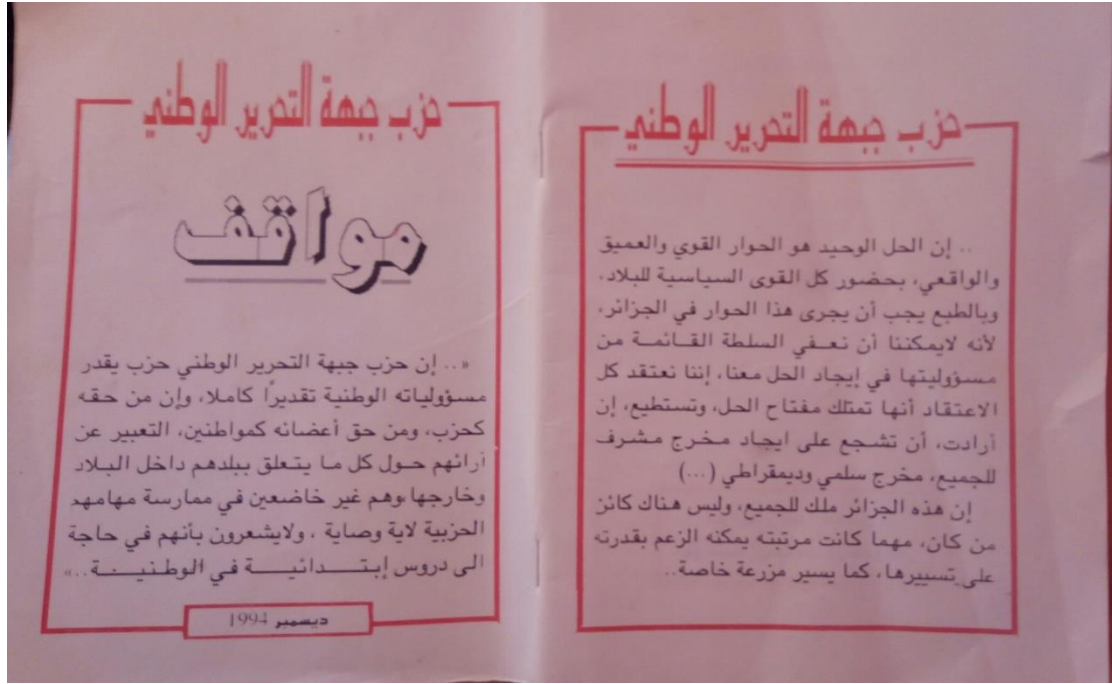 حزب جبهة التحرير الوطني
.. إن الحل الوحيد هو الحوار القوي والعميق
والواقعي، بحضور كل القوى السياسية للبلاد.
وبالطبع يجب أن يجرى هذا الحوار في الجزائر،
لأنه لايمكننا أن نعفي السلطة القائمة من
مسؤوليتها في إيجاد الحل معنا، إننا نعتقد كل
الاعتقاد أنها تمتلك مفتاح الحل، وتستطيع، إن
أرادت، أن تشجع على ايجاد مخرج مشرف
للجميع، مخرج سلمي وديمقراطي (...)
إن هذه الجزائر ملك للجميع، وليس هناك كائن
من كان، مهما كانت مرتبته يمكنه الزعم بقدرته
على تسييرها، كما يسير مزرعة خاصة..
حزب جبهة التحرير الوطني
مواقف
«.. إن حزب جبهة التحرير الوطني حزب يقدر
مسؤولياته الوطنية تقديرًا كاملا، وإن من حقه
كحزب، ومن حق أعضائه كمواطنين، التعبير عن
آرائهم حول كل ما يتعلق ببلدهم داخل البلاد
وخارجها وهم غير خاضعين في ممارسة مهامهم
الحزبية لاية وصاية ، ولايشعرون بأنهم في حاجة
الى دروس إبتدائية في الوطنية..»
ديسمبر 1994